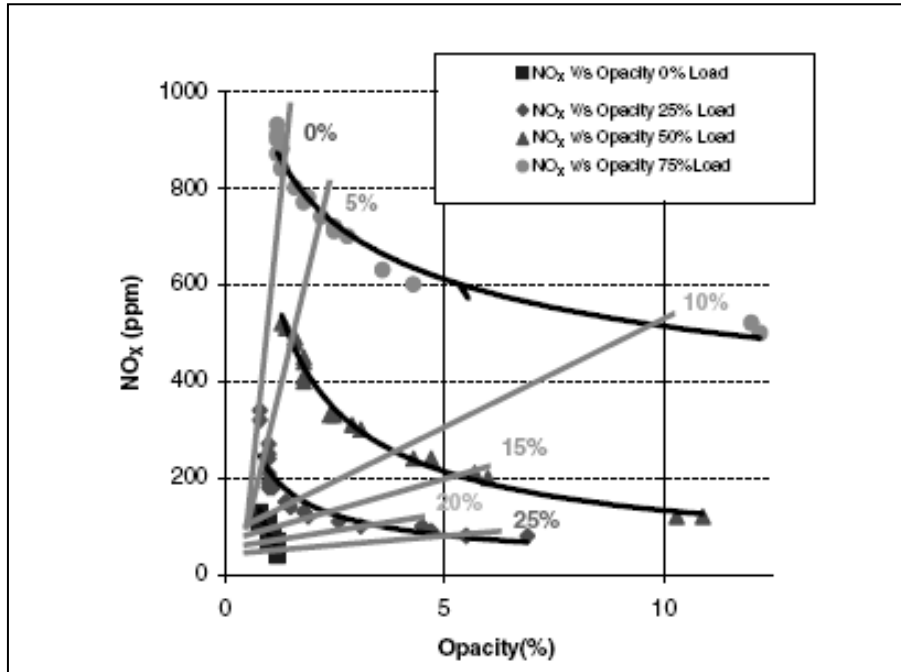 NOX V/s Opacity 0% Load
NOX V/s Opacity 25% Load
NOX v/s Opacity 50% Load
NOX v/s Opacity 75%Load
1000
800
600
400
200
0
NOX (ppm)
0%
5%
10%
15%
20%
25%
0
5
10
Opacity(%)